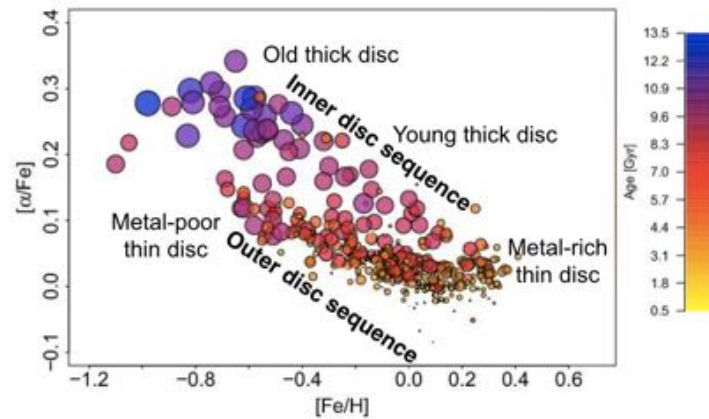 0.4
0.3
0.2
0.1
0.0
−0.1
[α/Fe]
Old thick disc
Inner disc sequence
Young thick disc
Metal-poor
thin disc
Outer disc sequence
Metal-rich
thin disc
−1.2 −0.8 −0.4 0.0 0.2 0.6
[Fe/H]
13.5
12.2
10.9
9.6
8.3
7.0
5.7
4.4
3.1
1.8
0.5
Age [Gyr]